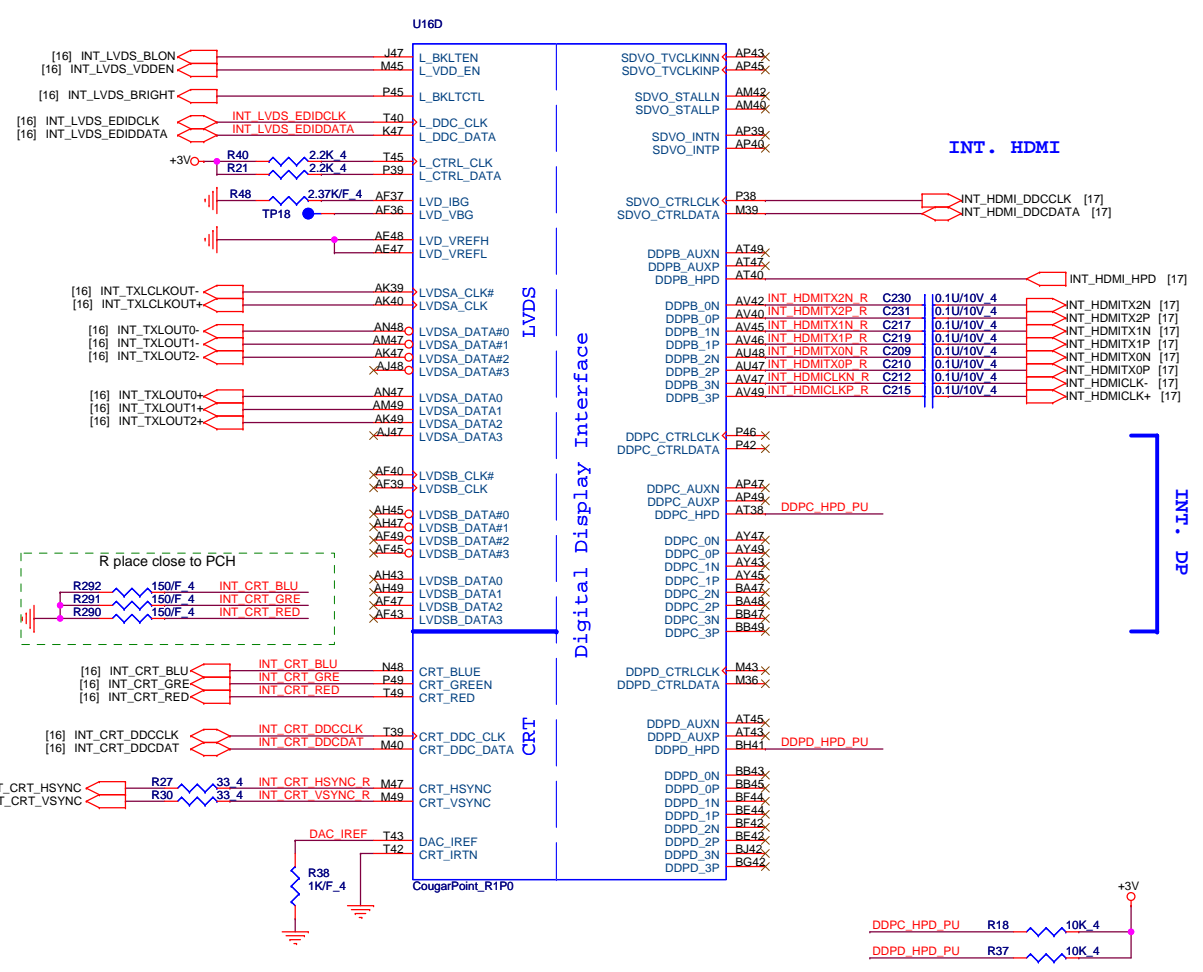 U16D
[16] INT_LVDS_BLON J47 L_BKLTEN
[16] INT_LVDS_VDDEN M45 L_VDD_EN
[16] INT_LVDS_BRIGHT P45 L_BKLTCTL
[16] INT_LVDS_EDIDCLK INT_LVDS_EDIDCLK T40 L_DDC_CLK
[16] INT_LVDS_EDIDDATA INT_LVDS_EDIDDATA K47 L_DDC_DATA
+3V R40 2.2K_4 T45 L_CTRL_CLK
R21 2.2K_4 P39 L_CTRL_DATA
R48 2.37K/F_4 AF37 LVD_IBG
TP18 AF36 LVD_VBG
AE48 LVD_VREFH
AE47 LVD_VREFL
[16] INT_TXLCLKOUT- AK39 LVDSA_CLK#
[16] INT_TXLCLKOUT+ AK40 LVDSA_CLK
[16] INT_TXLOUT0- AN48 LVDSA_DATA#0
[16] INT_TXLOUT1- AM47 LVDSA_DATA#1
[16] INT_TXLOUT2- AK47 LVDSA_DATA#2
AJ48 LVDSA_DATA#3
[16] INT_TXLOUT0+ AN47 LVDSA_DATA0
[16] INT_TXLOUT1+ AM49 LVDSA_DATA1
[16] INT_TXLOUT2+ AK49 LVDSA_DATA2
AJ47 LVDSA_DATA3
AF40 LVDSB_CLK#
AF39 LVDSB_CLK
AH45 LVDSB_DATA#0
AH47 LVDSB_DATA#1
AF49 LVDSB_DATA#2
AF45 LVDSB_DATA#3
AH43 LVDSB_DATA0
AH49 LVDSB_DATA1
AF47 LVDSB_DATA2
AF43 LVDSB_DATA3
LVDS
R place close to PCH
R292 150/F_4 INT_CRT_BLU
R291 150/F_4 INT_CRT_GRE
R290 150/F_4 INT_CRT_RED
[16] INT_CRT_BLU INT_CRT_BLU N48 CRT_BLUE
[16] INT_CRT_GRE INT_CRT_GRE P49 CRT_GREEN
[16] INT_CRT_RED INT_CRT_RED T49 CRT_RED
[16] INT_CRT_DDCCLK INT_CRT_DDCCLK T39 CRT_DDC_CLK
[16] INT_CRT_DDCDAT INT_CRT_DDCDAT M40 CRT_DDC_DATA
T_CRT_HSYNC R27 33_4 INT_CRT_HSYNC_R M47 CRT_HSYNC
T_CRT_VSYNC R30 33_4 INT_CRT_VSYNC_R M49 CRT_VSYNC
DAC_IREF T43 DAC_IREF
T42 CRT_IRTN
R38
1K/F_4
CRT
CougarPoint_R1P0
Digital Display Interface
SDVO_TVCLKINN AP43
SDVO_TVCLKINP AP45
SDVO_STALLN AM42
SDVO_STALLP AM40
SDVO_INTN AP39
SDVO_INTP AP40
INT. HDMI
SDVO_CTRLCLK P38 INT_HDMI_DDCCLK [17]
SDVO_CTRLDATA M39 INT_HDMI_DDCDATA [17]
DDPB_AUXN AT49
DDPB_AUXP AT47
DDPB_HPD AT40 INT_HDMI_HPD [17]
DDPB_0N AV42 INT_HDMITX2N_R C230 0.1U/10V_4 INT_HDMITX2N [17]
DDPB_0P AV40 INT_HDMITX2P_R C231 0.1U/10V_4 INT_HDMITX2P [17]
DDPB_1N AV45 INT_HDMITX1N_R C217 0.1U/10V_4 INT_HDMITX1N [17]
DDPB_1P AV46 INT_HDMITX1P_R C219 0.1U/10V_4 INT_HDMITX1P [17]
DDPB_2N AU48 INT_HDMITX0N_R C209 0.1U/10V_4 INT_HDMITX0N [17]
DDPB_2P AU47 INT_HDMITX0P_R C210 0.1U/10V_4 INT_HDMITX0P [17]
DDPB_3N AV47 INT_HDMICLKN_R C212 0.1U/10V_4 INT_HDMICLK- [17]
DDPB_3P AV49 INT_HDMICLKP_R C215 0.1U/10V_4 INT_HDMICLK+ [17]
DDPC_CTRLCLK P46
DDPC_CTRLDATA P42
DDPC_AUXN AP47
DDPC_AUXP AP49
DDPC_HPD AT38 DDPC_HPD_PU
DDPC_0N AY47
DDPC_0P AY49
DDPC_1N AY43
DDPC_1P AY45
DDPC_2N BA47
DDPC_2P BA48
DDPC_3N BB47
DDPC_3P BB49
INT. DP
DDPD_CTRLCLK M43
DDPD_CTRLDATA M36
DDPD_AUXN AT45
DDPD_AUXP AT43
DDPD_HPD BH41 DDPD_HPD_PU
DDPD_0N BB43
DDPD_0P BB45
DDPD_1N BF44
DDPD_1P BE44
DDPD_2N BF42
DDPD_2P BE42
DDPD_3N BJ42
DDPD_3P BG42
+3V
DDPC_HPD_PU R18 10K_4
DDPD_HPD_PU R37 10K_4